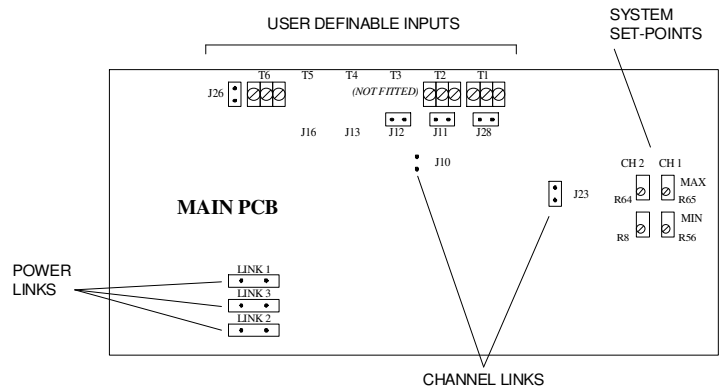 USER DEFINABLE INPUTS
SYSTEM
SET-POINTS
T6 T5 T4 T3 T2 T1
(NOT FITTED)
J26
J16 J13 J12 J11 J28
J10
J23
CH 2 CH 1
MAX
R64 R65
MIN
R8 R56
MAIN PCB
POWER
LINKS
LINK 1
LINK 3
LINK 2
CHANNEL LINKS